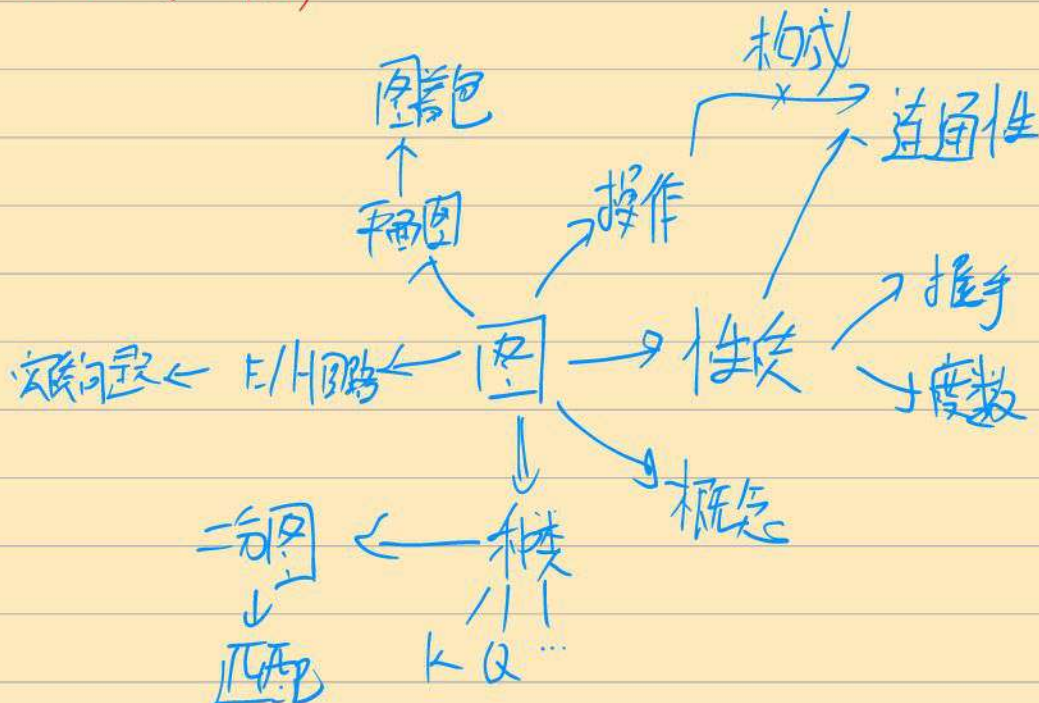 构成
图着色
连通性
操作
平面图
握手
实际问题
E/H回路
图
性质
度数
概念
二分图
种类
匹配
K Q …